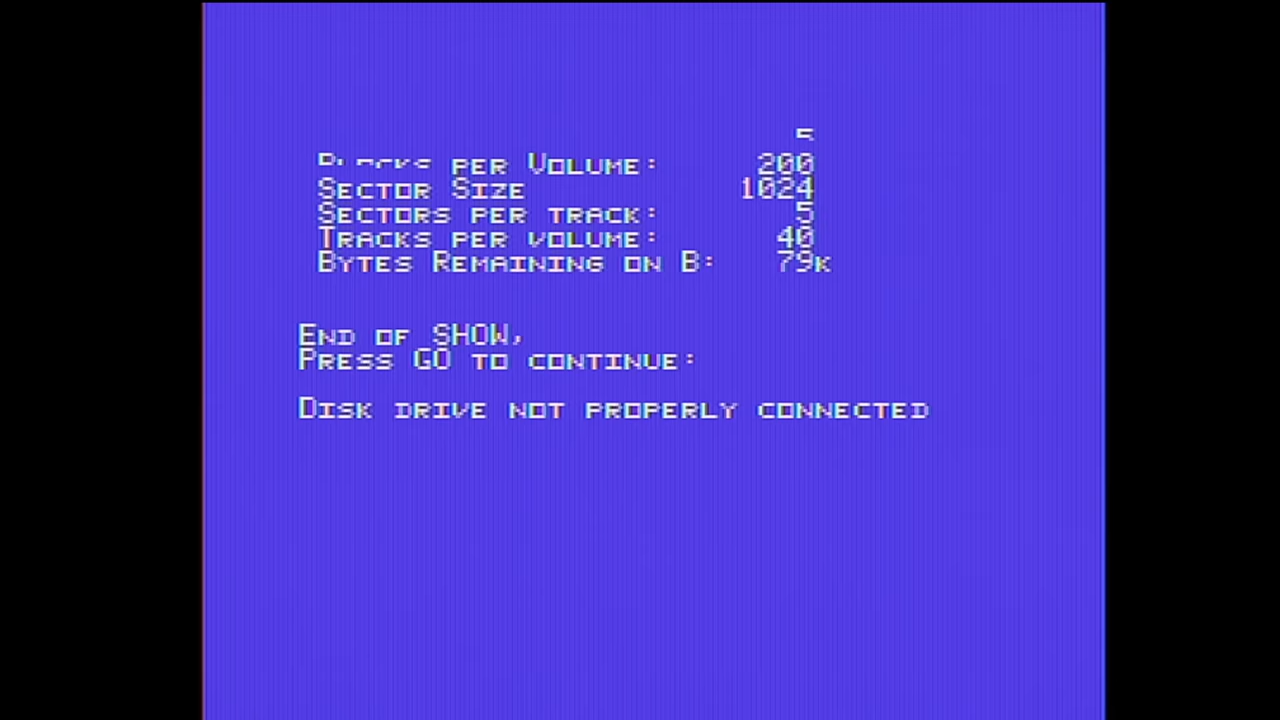 5
Blocks per Volume: 200
Sector Size 1024
Sectors per track: 5
Tracks per volume: 40
Bytes Remaining on B: 79k
End of SHOW,
Press GO to continue:
Disk drive not properly connected